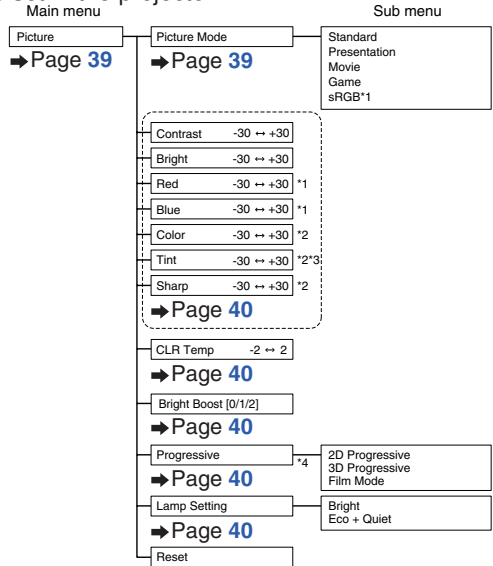 Main menu
Sub menu
Picture
➡Page 39
Picture Mode
➡Page 39
Standard
Presentation
Movie
Game
sRGB*1
Contrast -30 ↔ +30
Bright -30 ↔ +30
Red -30 ↔ +30 *1
Blue -30 ↔ +30 *1
Color -30 ↔ +30 *2
Tint -30 ↔ +30 *2*3
Sharp -30 ↔ +30 *2
➡Page 40
CLR Temp -2 ↔ 2
➡Page 40
Bright Boost [0/1/2]
➡Page 40
Progressive *4
➡Page 40
2D Progressive
3D Progressive
Film Mode
Lamp Setting
➡Page 40
Bright
Eco + Quiet
Reset